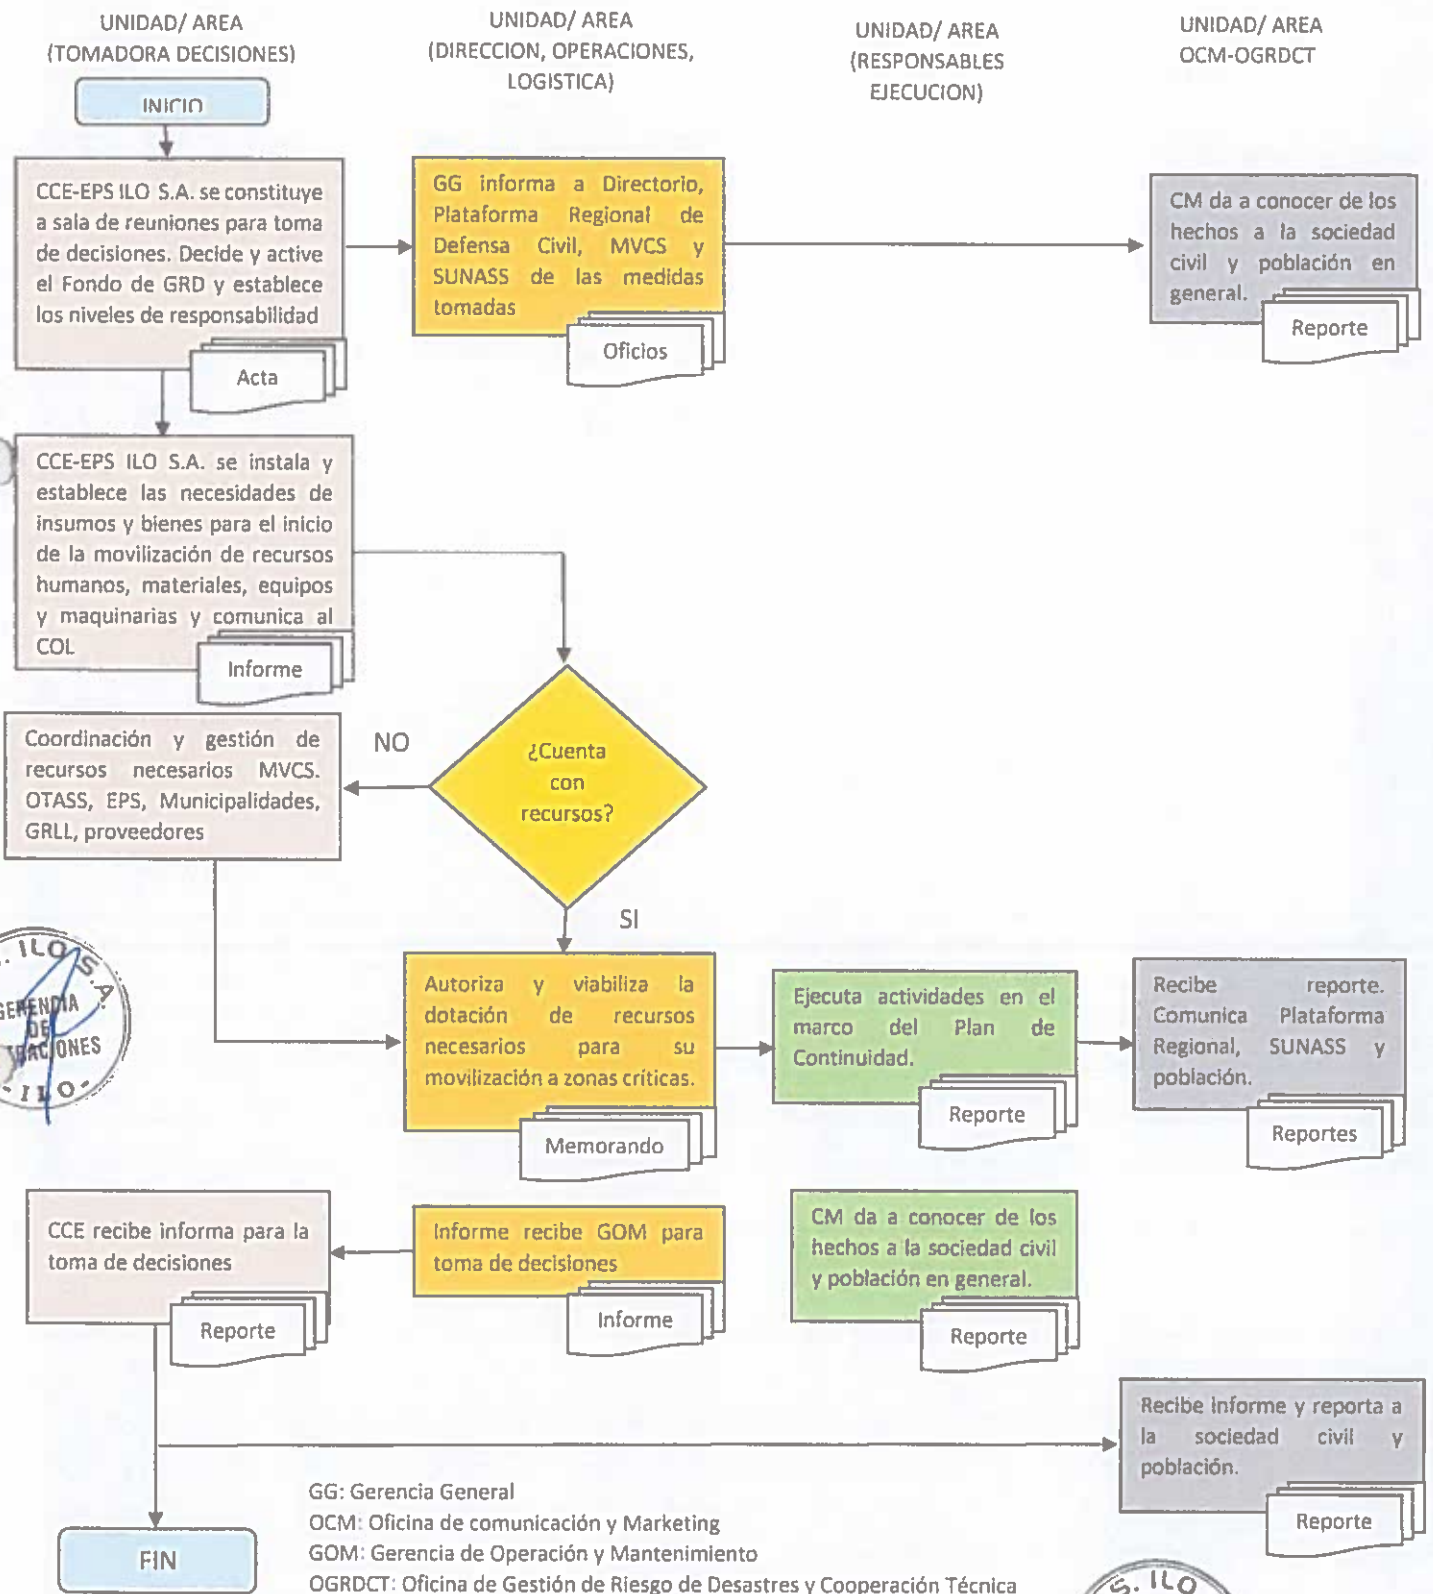 UNIDAD/ AREA
(TOMADORA DECISIONES)
UNIDAD/ AREA
(DIRECCION, OPERACIONES,
LOGISTICA)
UNIDAD/ AREA
(RESPONSABLES
EJECUCION)
UNIDAD/ AREA
OCM-OGRDCT
INICIO
CCE-EPS ILO S.A. se constituye
a sala de reuniones para toma
de decisiones. Decide y active
el Fondo de GRD y establece
los niveles de responsabilidad
Acta
GG informa a Directorio,
Plataforma Regional de
Defensa Civil, MVCS y
SUNASS de las medidas
tomadas
Oficios
CM da a conocer de los
hechos a la sociedad
civil y población en
general.
Reporte
CCE-EPS ILO S.A. se instala y
establece las necesidades de
insumos y bienes para el inicio
de la movilización de recursos
humanos, materiales, equipos
y maquinarias y comunica al
COL
Informe
¿Cuenta
con
recursos?
NO
Coordinación y gestión de
recursos necesarios MVCS.
OTASS, EPS, Municipalidades,
GRLL, proveedores
SI
Autoriza y viabiliza la
dotación de recursos
necesarios para su
movilización a zonas críticas.
Memorando
Ejecuta actividades en el
marco del Plan de
Continuidad.
Reporte
Recibe reporte.
Comunica Plataforma
Regional, SUNASS y
población.
Reportes
ILO S.A.
GERENCIA
DE
ILO
CCE recibe informa para la
toma de decisiones
Reporte
Informe recibe GOM para
toma de decisiones
Informe
CM da a conocer de los
hechos a la sociedad civil
y población en general.
Reporte
Recibe informe y reporta a
la sociedad civil y
población.
Reporte
FIN
GG: Gerencia General
OCM: Oficina de comunicación y Marketing
GOM: Gerencia de Operación y Mantenimiento
OGRDCT: Oficina de Gestión de Riesgo de Desastres y Cooperación Técnica
S. ILO